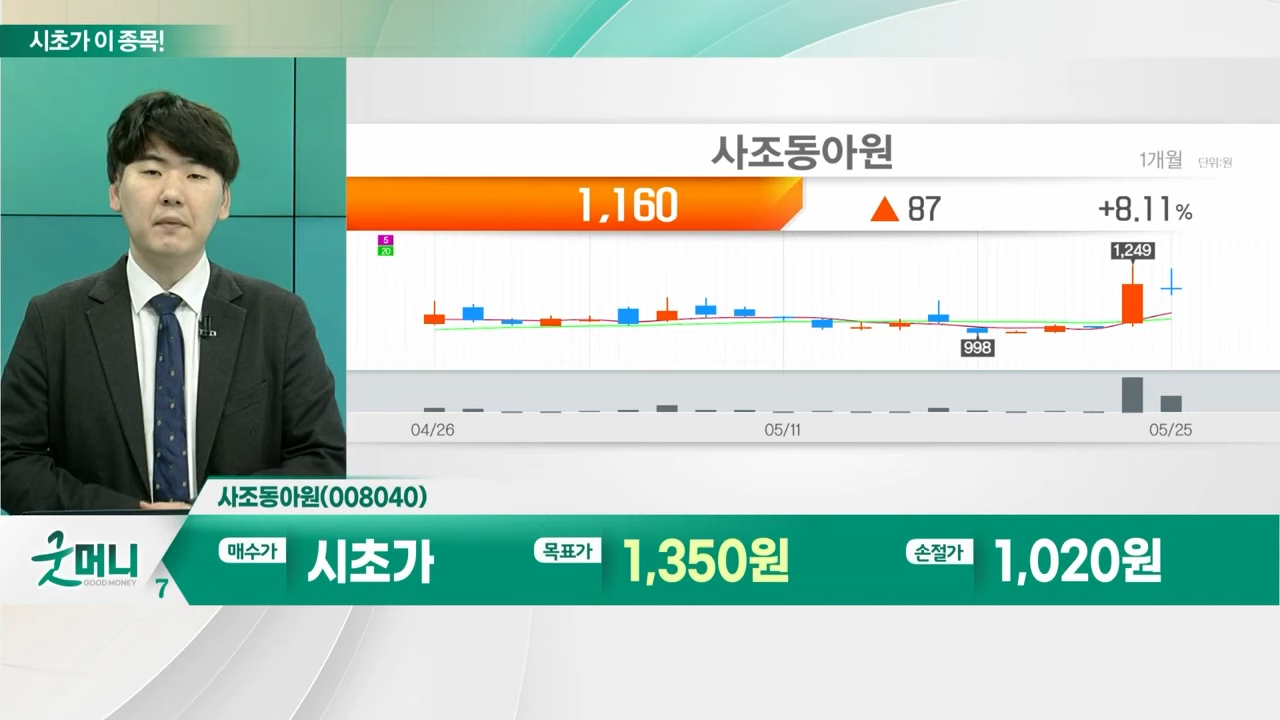 시초가 이 종목!
사조동아원
1개월 단위:원
1,160 ▲ 87 +8.11%
5
20
1,249
998
04/26 05/11 05/25
사조동아원(008040)
굿머니
GOOD MONEY
7
매수가 시초가 목표가 1,350원 손절가 1,020원